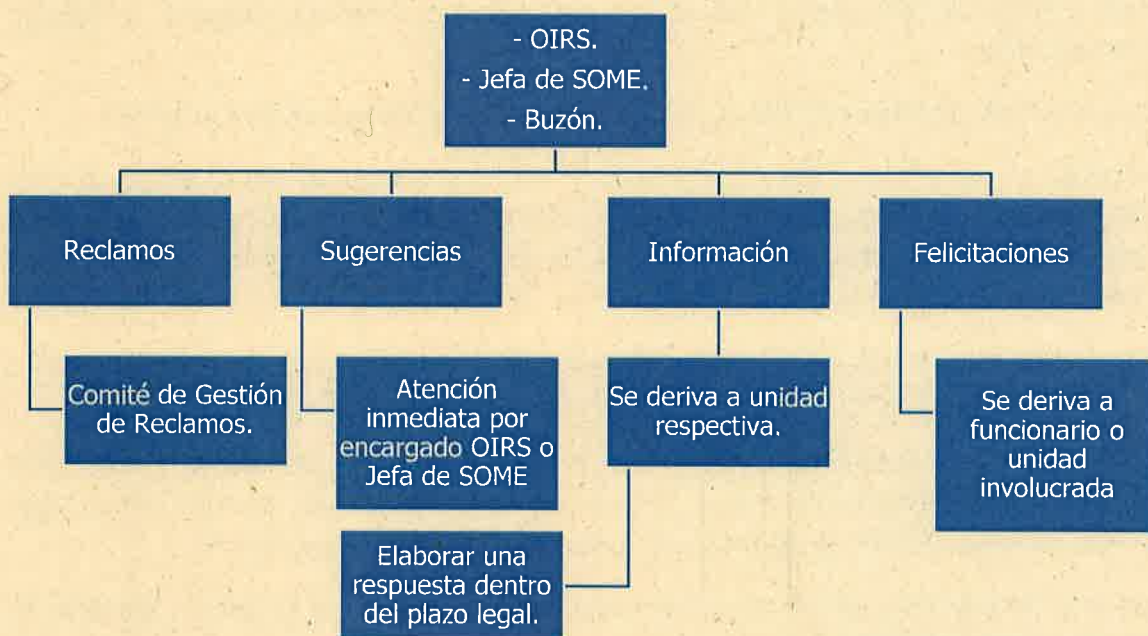 - OIRS.
- Jefa de SOME.
- Buzón.
Reclamos
Sugerencias
Información
Felicitaciones
Comité de Gestión
de Reclamos.
Atención
inmediata por
encargado OIRS o
Jefa de SOME
Se deriva a unidad
respectiva.
Se deriva a
funcionario o
unidad
involucrada
Elaborar una
respuesta dentro
del plazo legal.